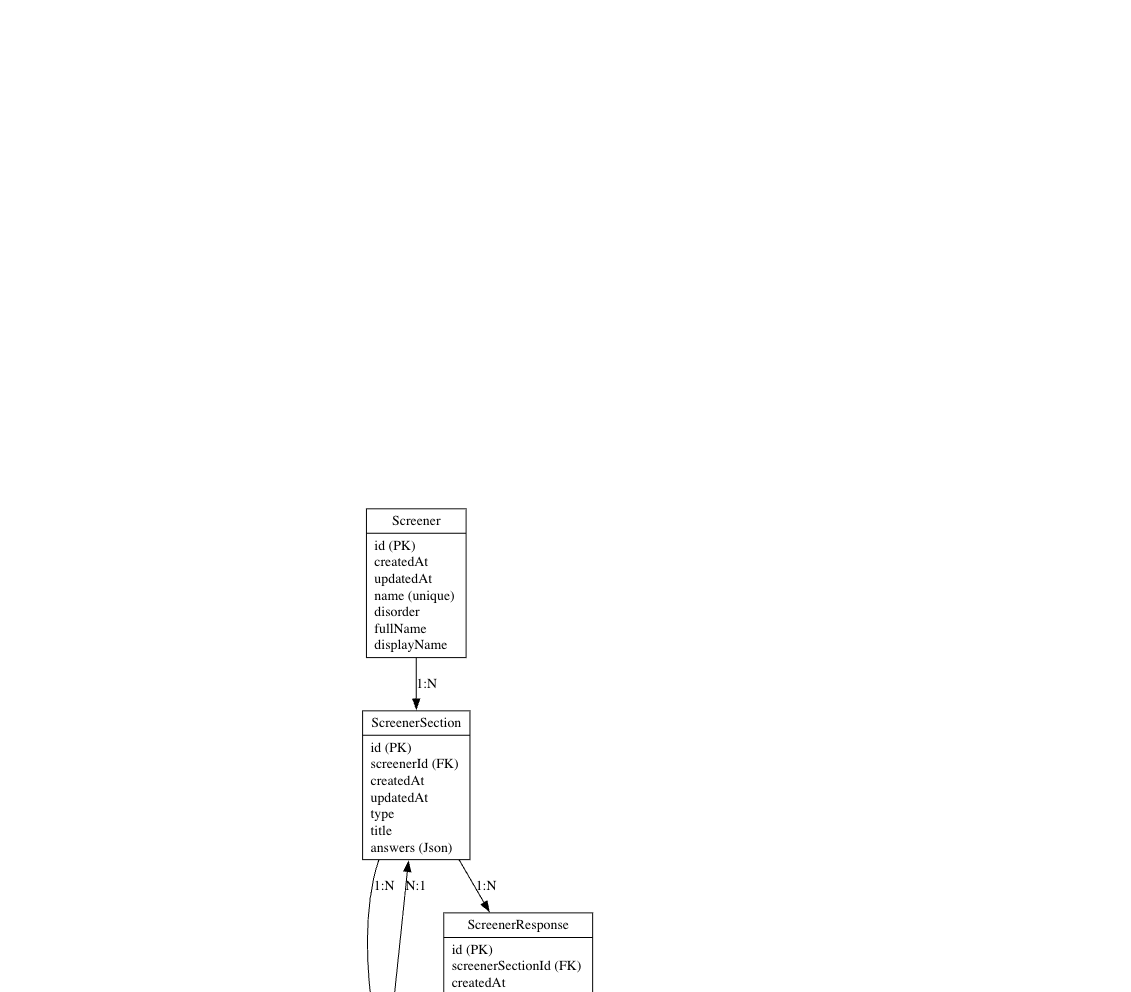 Screener
id (PK)
createdAt
updatedAt
name (unique)
disorder
fullName
displayName
1:N
ScreenerSection
id (PK)
screenerId (FK)
createdAt
updatedAt
type
title
answers (Json)
1:N
N:1
1:N
ScreenerResponse
id (PK)
screenerSectionId (FK)
createdAt